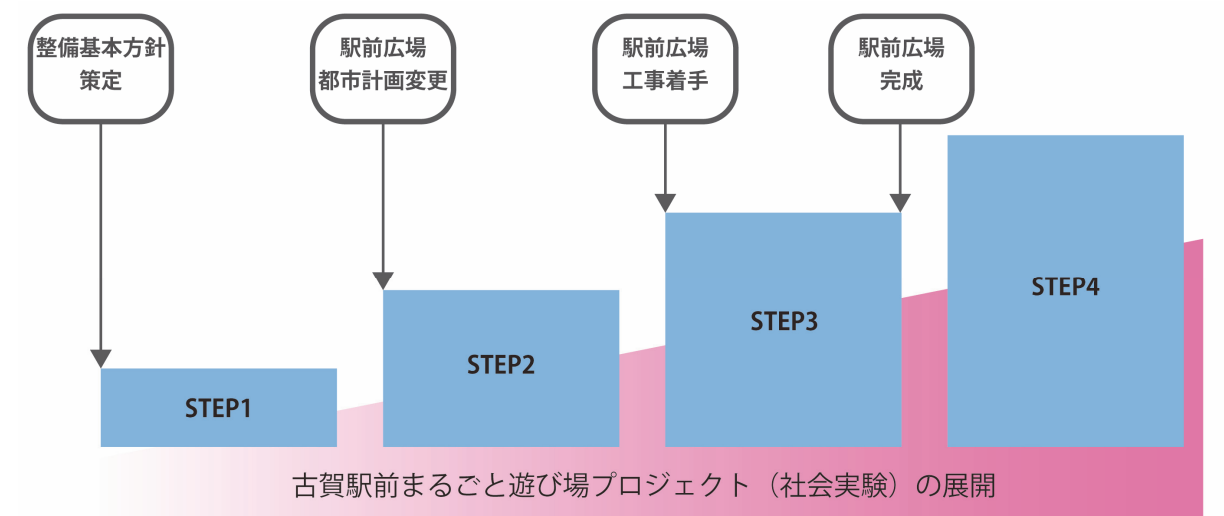 整備基本方針
策定
駅前広場
都市計画変更
駅前広場
工事着手
駅前広場
完成
STEP1
STEP2
STEP3
STEP4
古賀駅前まるごと遊び場プロジェクト（社会実験）の展開